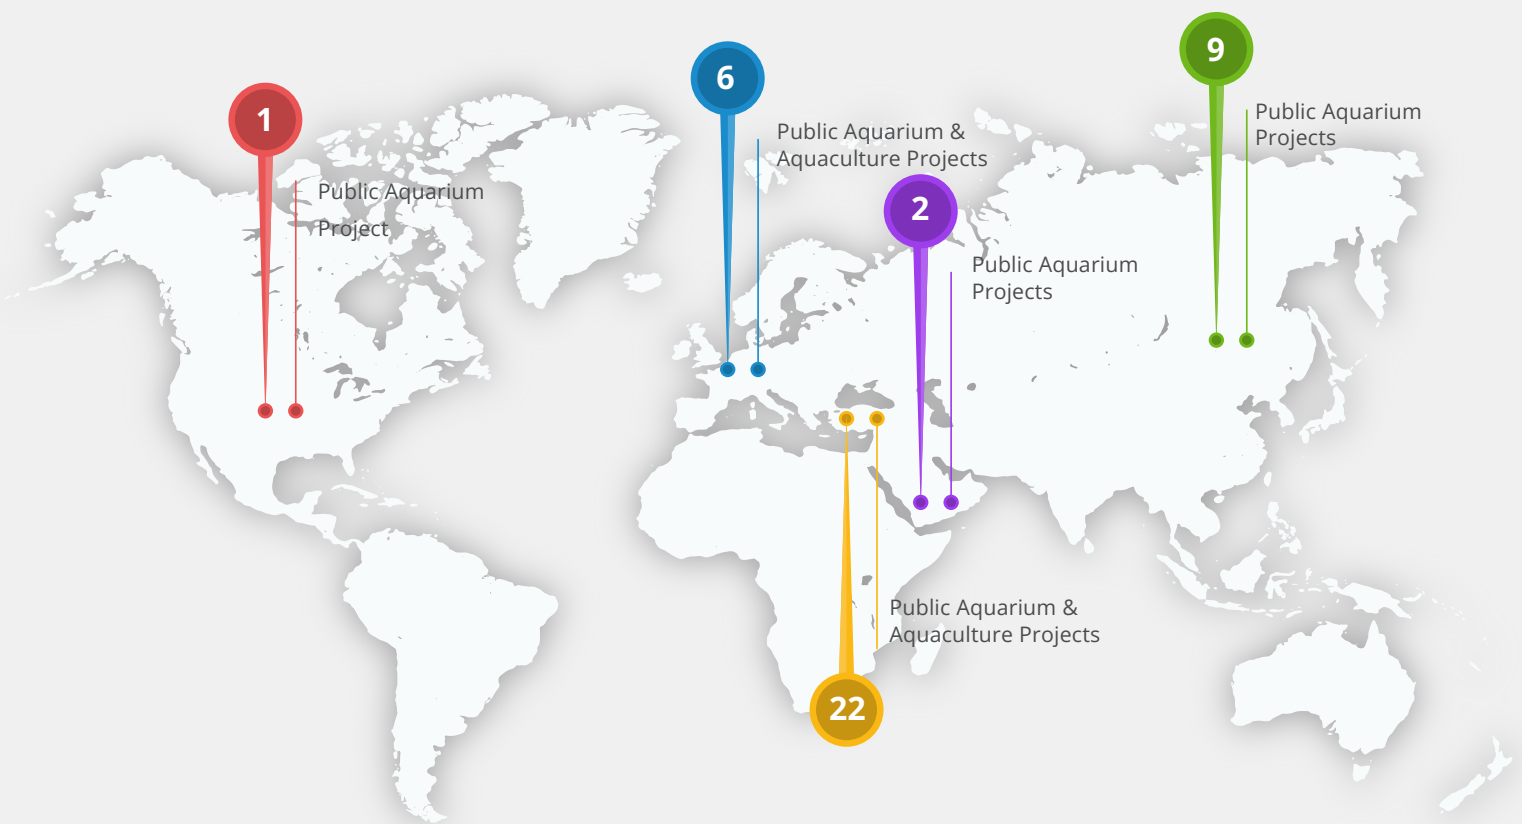 1
Public Aquarium
Project
6
Public Aquarium &
Aquaculture Projects
2
Public Aquarium
Projects
9
Public Aquarium
Projects
22
Public Aquarium &
Aquaculture Projects